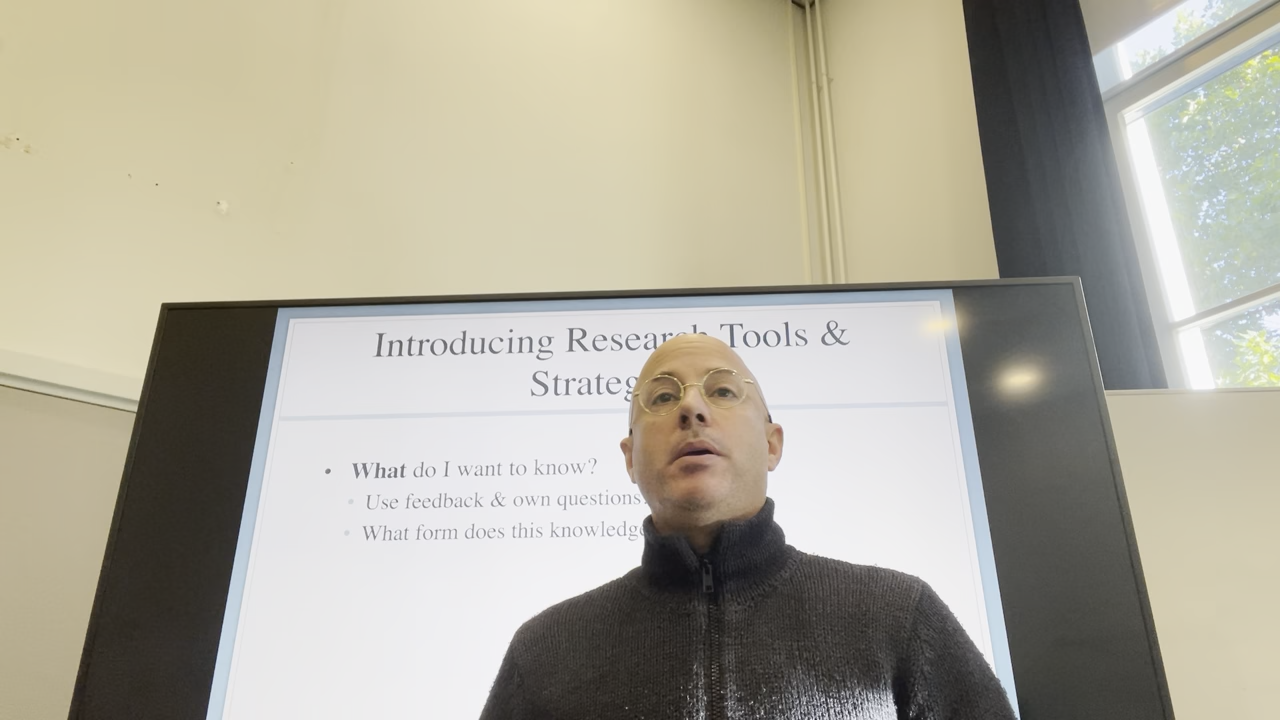 Introducing Research Tools &
Strateg
• What do I want to know?
• Use feedback & own questions
• What form does this knowledge